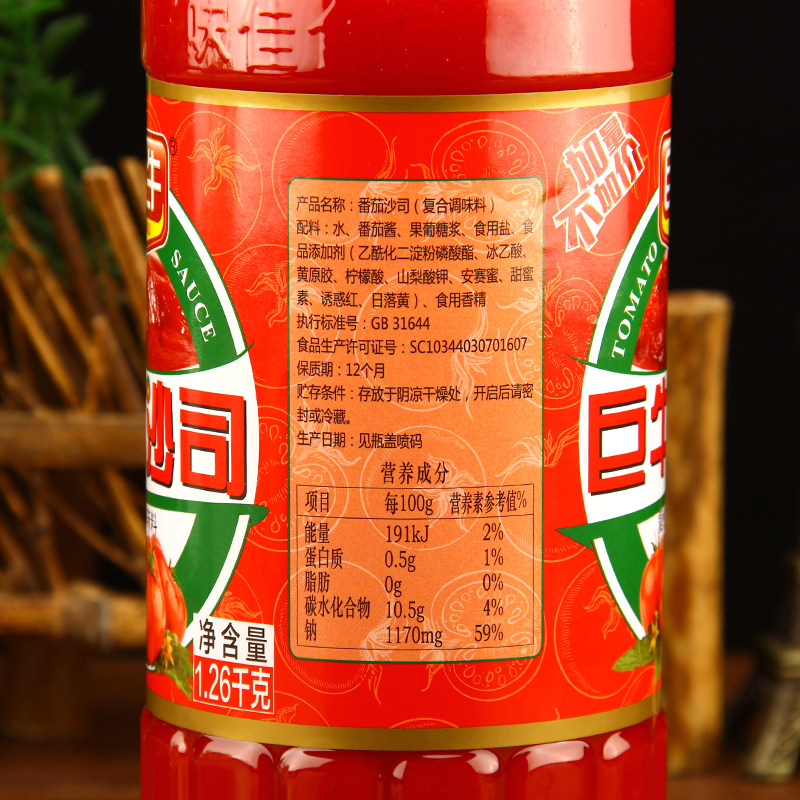 味佳
牛
®
SAUCE
沙司
净含量
1.26千克
产品名称：番茄沙司（复合调味料）
配料：水、番茄酱、果葡糖浆、食用盐、食
品添加剂（乙酰化二淀粉磷酸酯、冰乙酸、
黄原胶、柠檬酸、山梨酸钾、安赛蜜、甜蜜
素、诱惑红、日落黄）、食用香精
执行标准号：GB 31644
食品生产许可证号：SC10344030701607
保质期：12个月
贮存条件：存放于阴凉干燥处，开启后请密
封或冷藏。
生产日期：见瓶盖喷码
营养成分
项目 每100g 营养素参考值%
能量 191kJ 2%
蛋白质 0.5g 1%
脂肪 0g 0%
碳水化合物 10.5g 4%
钠 1170mg 59%
加量
不加价
TOMATO
巨牛